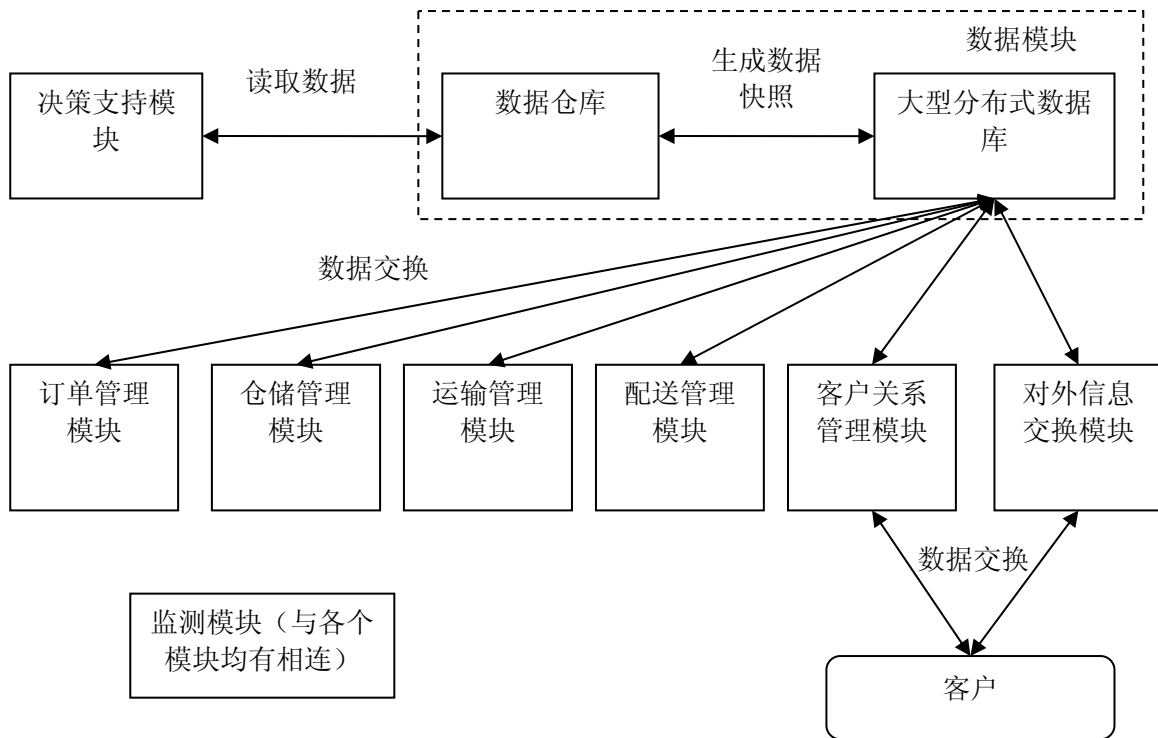 数据模块
生成数据
快照
读取数据
决策支持模
块
数据仓库
大型分布式数据
库
数据交换
订单管理
模块
仓储管理
模块
运输管理
模块
配送管理
模块
客户关系
管理模块
对外信息
交换模块
数据交换
监测模块（与各个
模块均有相连）
客户